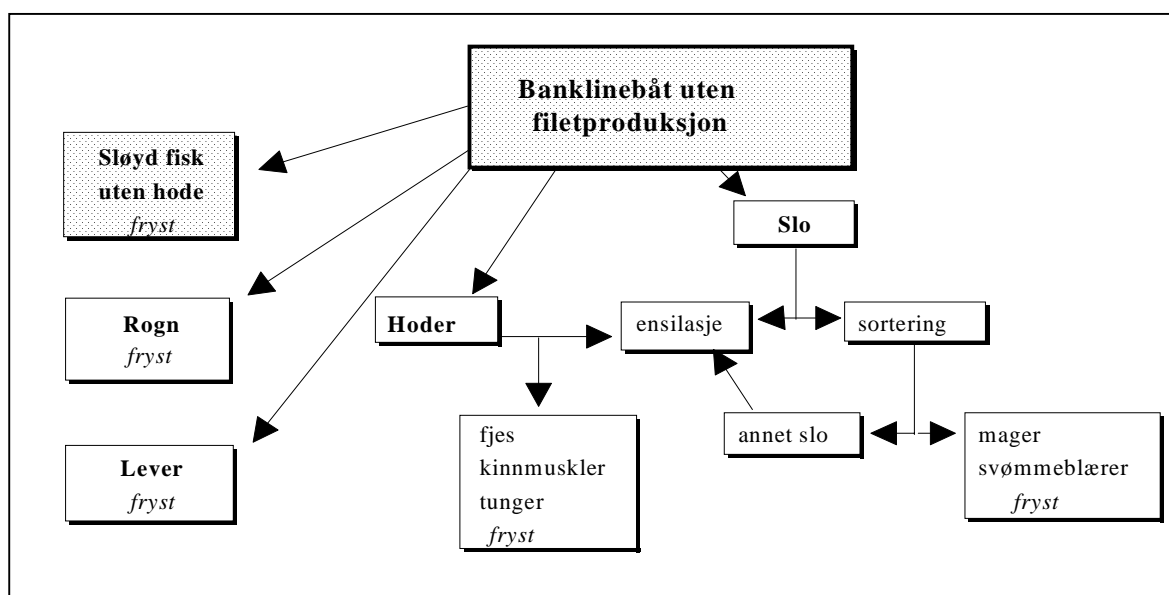 Banklinebåt uten
filetproduksjon
Sløyd fisk
uten hode
fryst
Slo
Rogn
fryst
Hoder
ensilasje
sortering
Lever
fryst
fjes
kinnmuskler
tunger
fryst
annet slo
mager
svømmeblærer
fryst